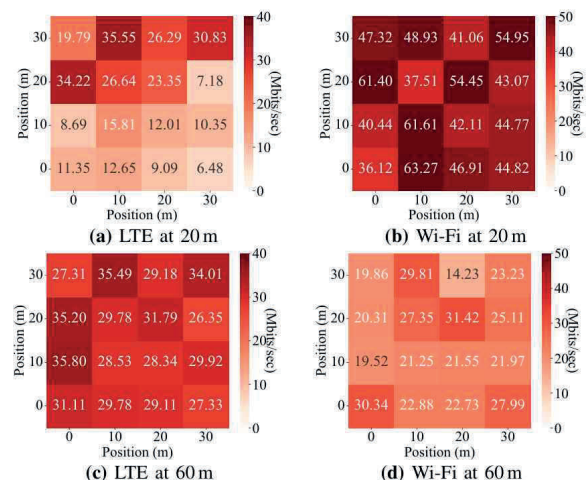 30 19.79 35.55 26.29 30.83
20 34.22 26.64 23.35 7.18
10 8.69 15.81 12.01 10.35
0 11.35 12.65 9.09 6.48
0 10 20 30
Position (m)
Position (m)
40
30
20
10
0
(Mbits/sec)
(a) LTE at 20 m
30 47.32 48.93 41.06 54.95
20 61.40 37.51 54.45 43.07
10 40.44 61.61 42.11 44.77
0 36.12 63.27 46.91 44.82
0 10 20 30
Position (m)
Position (m)
50
40
30
20
10
0
(Mbits/sec)
(b) Wi-Fi at 20 m
30 27.31 35.49 29.18 34.01
20 35.20 29.78 31.79 26.35
10 35.80 28.53 28.34 29.92
0 31.11 29.78 29.11 27.33
0 10 20 30
Position (m)
Position (m)
40
30
20
10
0
(Mbits/sec)
(c) LTE at 60 m
30 19.86 29.81 14.23 23.23
20 20.31 27.35 31.42 25.11
10 19.52 21.25 21.55 21.97
0 30.34 22.88 22.73 27.99
0 10 20 30
Position (m)
Position (m)
50
40
30
20
10
0
(Mbits/sec)
(d) Wi-Fi at 60 m